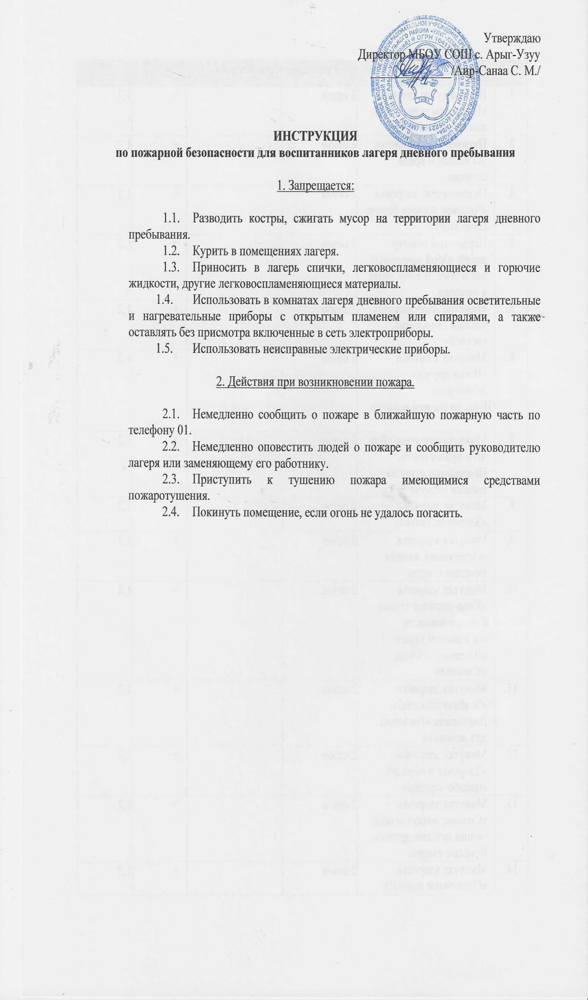 Утверждаю
Директор МБОУ СОШ с. Арыг-Узуу
/Аир-Санаа С. М./
ТЫВА
ИНСТРУКЦИЯ
по пожарной безопасности для воспитанников лагеря дневного пребывания
1. Запрещается:
1.1. Разводить костры, сжигать мусор на территории лагеря дневного
пребывания.
1.2. Курить в помещениях лагеря.
1.3. Приносить в лагерь спички, легковоспламеняющиеся и горючие
жидкости, другие легковоспламеняющиеся материалы.
1.4. Использовать в комнатах лагеря дневного пребывания осветительные
и нагревательные приборы с открытым пламенем или спиралями, а также
оставлять без присмотра включенные в сеть электроприборы.
1.5. Использовать неисправные электрические приборы.
2. Действия при возникновении пожара.
2.1. Немедленно сообщить о пожаре в ближайшую пожарную часть по
телефону 01.
2.2. Немедленно оповестить людей о пожаре и сообщить руководителю
лагеря или заменяющему его работнику.
2.3. Приступить к тушению пожара имеющимися средствами
пожаротушения.
2.4. Покинуть помещение, если огонь не удалось погасить.